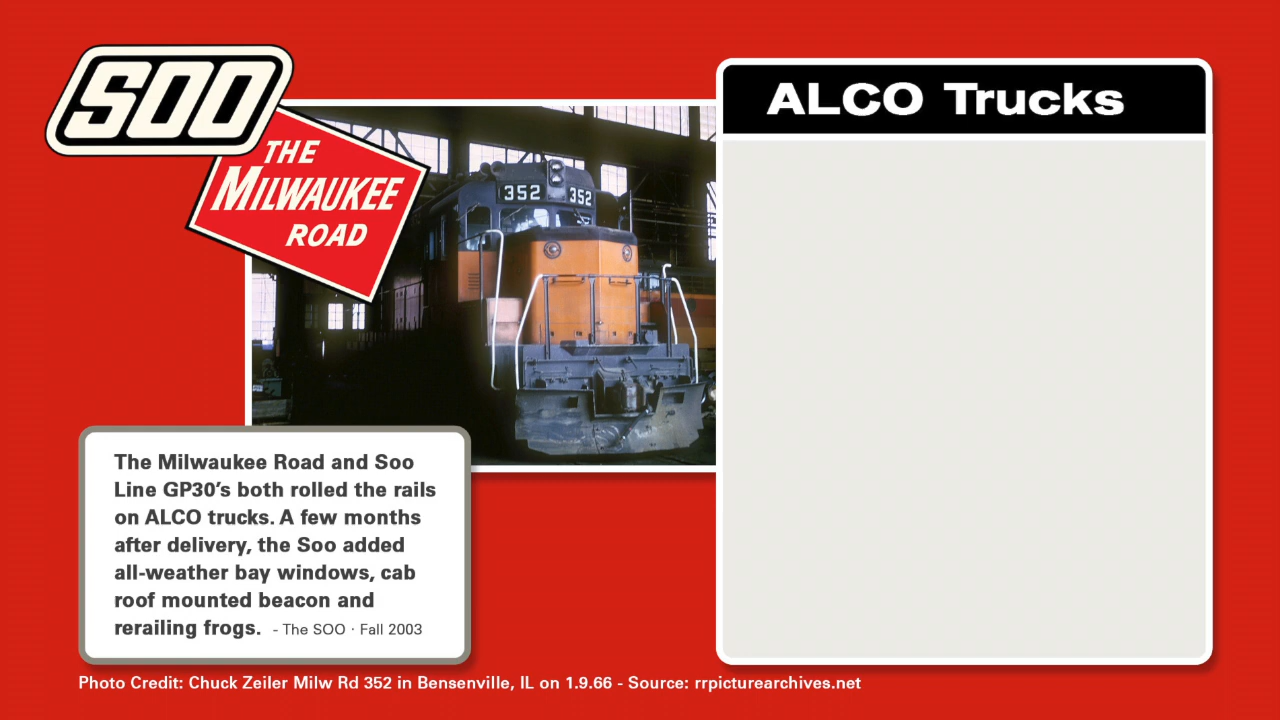 SOO
THE
MILWAUKEE
ROAD
352 352
ALCO Trucks
The Milwaukee Road and Soo
Line GP30's both rolled the rails
on ALCO trucks. A few months
after delivery, the Soo added
all-weather bay windows, cab
roof mounted beacon and
rerailing frogs. - The SOO · Fall 2003
Photo Credit: Chuck Zeiler Milw Rd 352 in Bensenville, IL on 1.9.66 - Source: rrpicturearchives.net